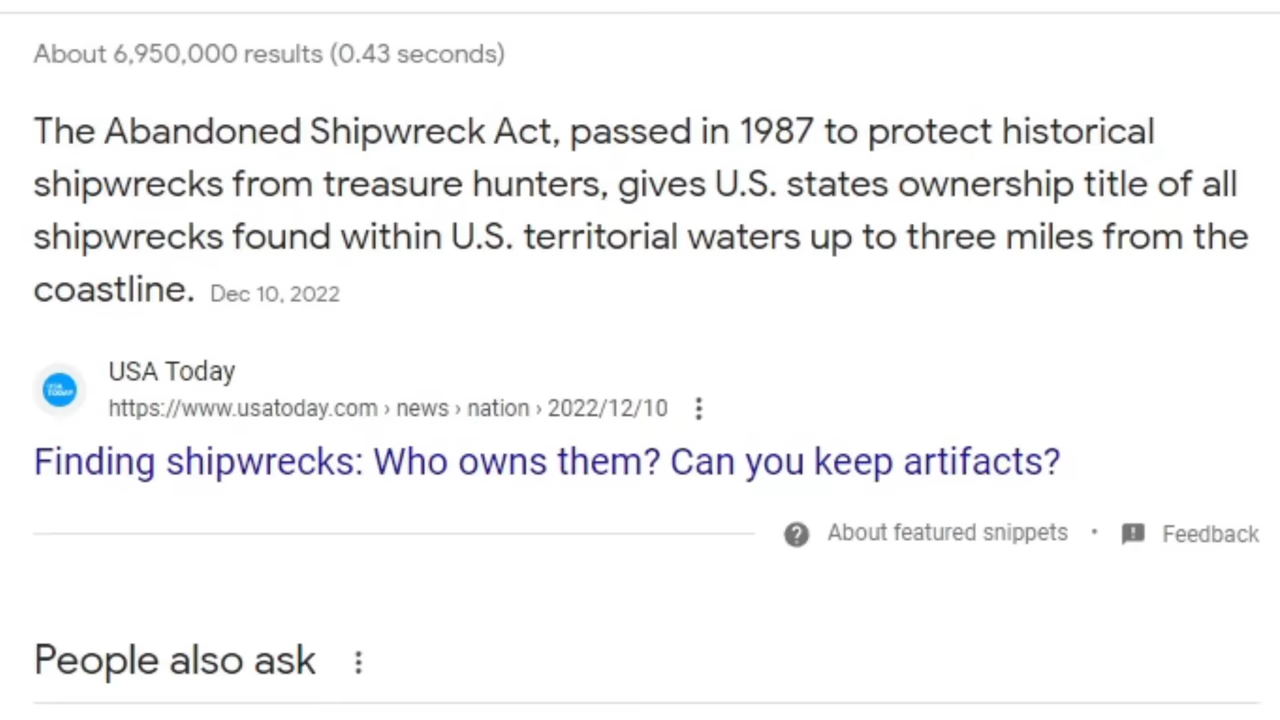 About 6,950,000 results (0.43 seconds)
The Abandoned Shipwreck Act, passed in 1987 to protect historical
shipwrecks from treasure hunters, gives U.S. states ownership title of all
shipwrecks found within U.S. territorial waters up to three miles from the
coastline. Dec 10, 2022
USA TODAY
USA Today
https://www.usatoday.com › news › nation › 2022/12/10
Finding shipwrecks: Who owns them? Can you keep artifacts?
About featured snippets • Feedback
People also ask